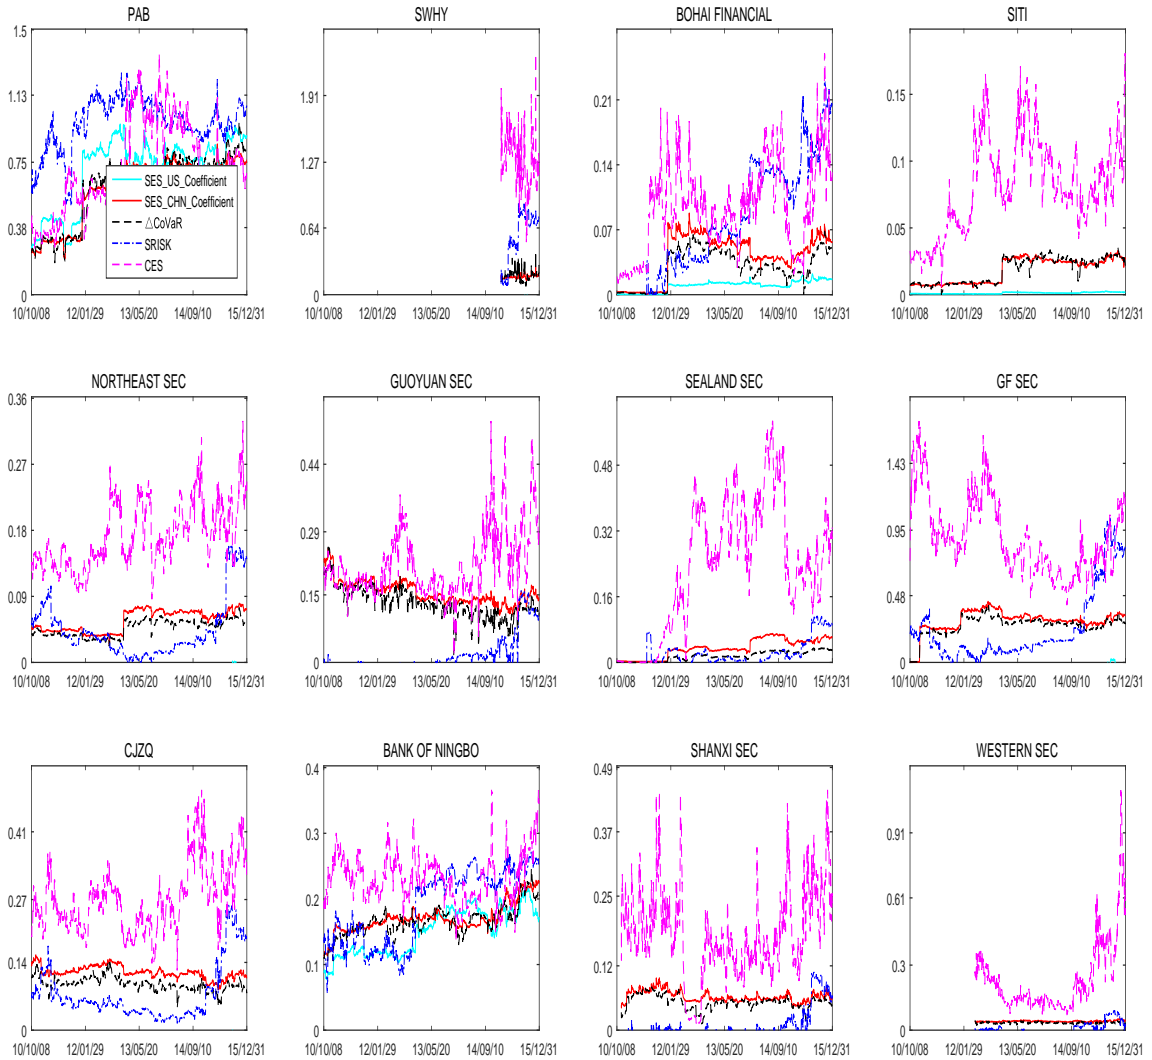 PAB
1.5
1.13
0.75
0.38
0
SES_US_Coefficient
SES_CHN_Coefficient
△CoVaR
SRISK
CES
10/10/08 12/01/29 13/05/20 14/09/10 15/12/31
SWHY
1.91
1.27
0.64
0
10/10/08 12/01/29 13/05/20 14/09/10 15/12/31
BOHAI FINANCIAL
0.21
0.14
0.07
0
10/10/08 12/01/29 13/05/20 14/09/10 15/12/31
SITI
0.15
0.1
0.05
0
10/10/08 12/01/29 13/05/20 14/09/10 15/12/31
NORTHEAST SEC
0.36
0.27
0.18
0.09
0
10/10/08 12/01/29 13/05/20 14/09/10 15/12/31
GUOYUAN SEC
0.44
0.29
0.15
0
10/10/08 12/01/29 13/05/20 14/09/10 15/12/31
SEALAND SEC
0.48
0.32
0.16
0
10/10/08 12/01/29 13/05/20 14/09/10 15/12/31
GF SEC
1.43
0.95
0.48
0
10/10/08 12/01/29 13/05/20 14/09/10 15/12/31
CJZQ
0.41
0.27
0.14
0
10/10/08 12/01/29 13/05/20 14/09/10 15/12/31
BANK OF NINGBO
0.4
0.3
0.2
0.1
0
10/10/08 12/01/29 13/05/20 14/09/10 15/12/31
SHANXI SEC
0.49
0.37
0.25
0.12
0
10/10/08 12/01/29 13/05/20 14/09/10 15/12/31
WESTERN SEC
0.91
0.61
0.3
0
10/10/08 12/01/29 13/05/20 14/09/10 15/12/31